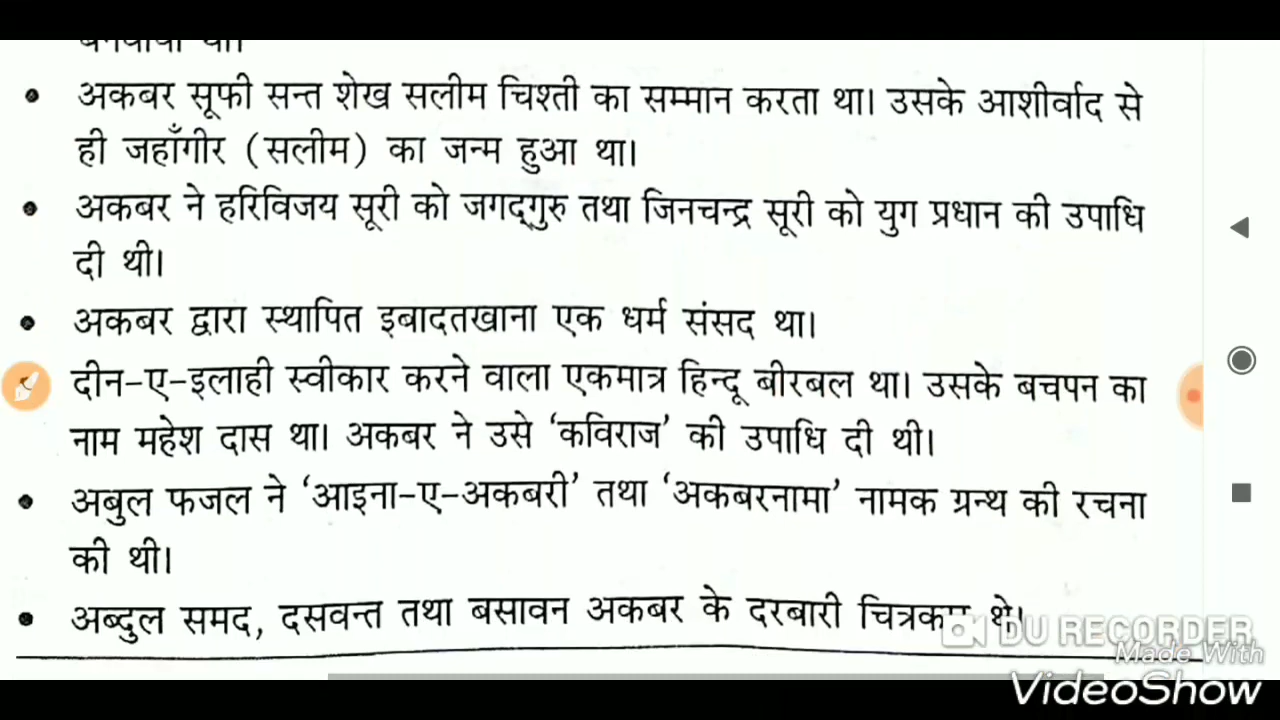 अकबर सूफी सन्त शेख सलीम चिश्ती का सम्मान करता था। उसके आशीर्वाद से
ही जहाँगीर (सलीम) का जन्म हुआ था।
अकबर ने हरिविजय सूरी को जगद्गुरु तथा जिनचन्द्र सूरी को युग प्रधान की उपाधि
दी थी।
अकबर द्वारा स्थापित इबादतखाना एक धर्म संसद था।
दीन-ए-इलाही स्वीकार करने वाला एकमात्र हिन्दू बीरबल था। उसके बचपन का
नाम महेश दास था। अकबर ने उसे ‘कविराज’ की उपाधि दी थी।
अबुल फजल ने ‘आइना-ए-अकबरी’ तथा ‘अकबरनामा’ नामक ग्रन्थ की रचना
की थी।
अब्दुल समद, दसवन्त तथा बसावन अकबर के दरबारी चित्रकार थे।
DU RECORDER
Made With
VideoShow